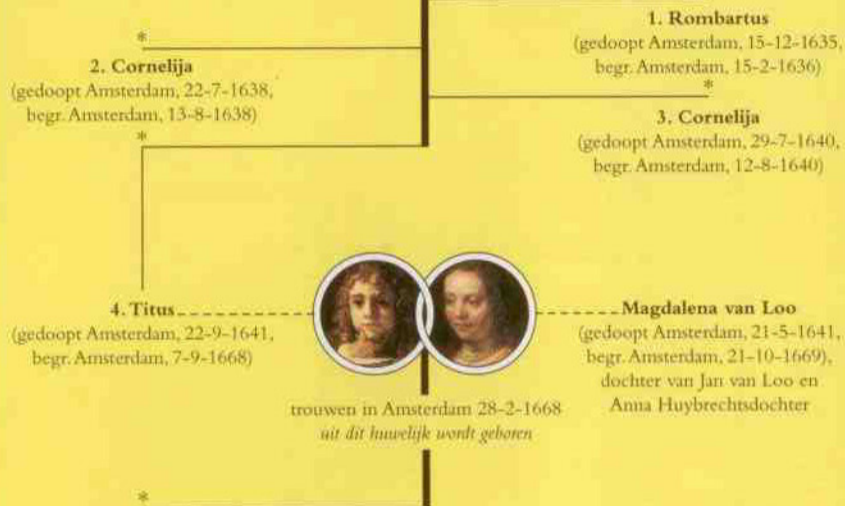 *
1. Rombartus
(gedoopt Amsterdam, 15-12-1635,
begr. Amsterdam, 15-2-1636)
2. Cornelija
(gedoopt Amsterdam, 22-7-1638,
begr. Amsterdam, 13-8-1638)
*
3. Cornelija
(gedoopt Amsterdam, 29-7-1640,
begr. Amsterdam, 12-8-1640)
*
4. Titus
(gedoopt Amsterdam, 22-9-1641,
begr. Amsterdam, 7-9-1668)
Magdalena van Loo
(gedoopt Amsterdam, 21-5-1641,
begr. Amsterdam, 21-10-1669),
dochter van Jan van Loo en
Anna Huybrechtsdochter
trouwen in Amsterdam 28-2-1668
uit dit huwelijk wordt geboren
*